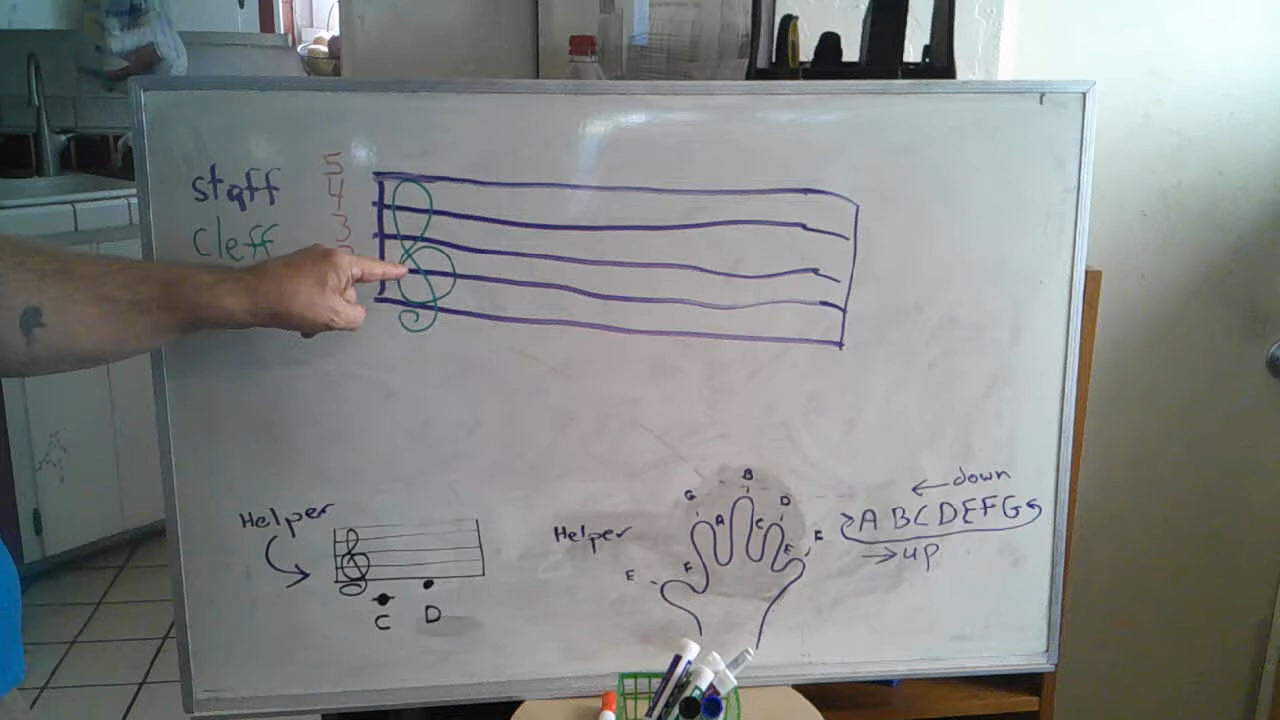 staff
Cleff
5
4
3
Helper
C
D
Helper
E
F
G
A
B
C
D
E
F
← down
A B C D E F G
→ up